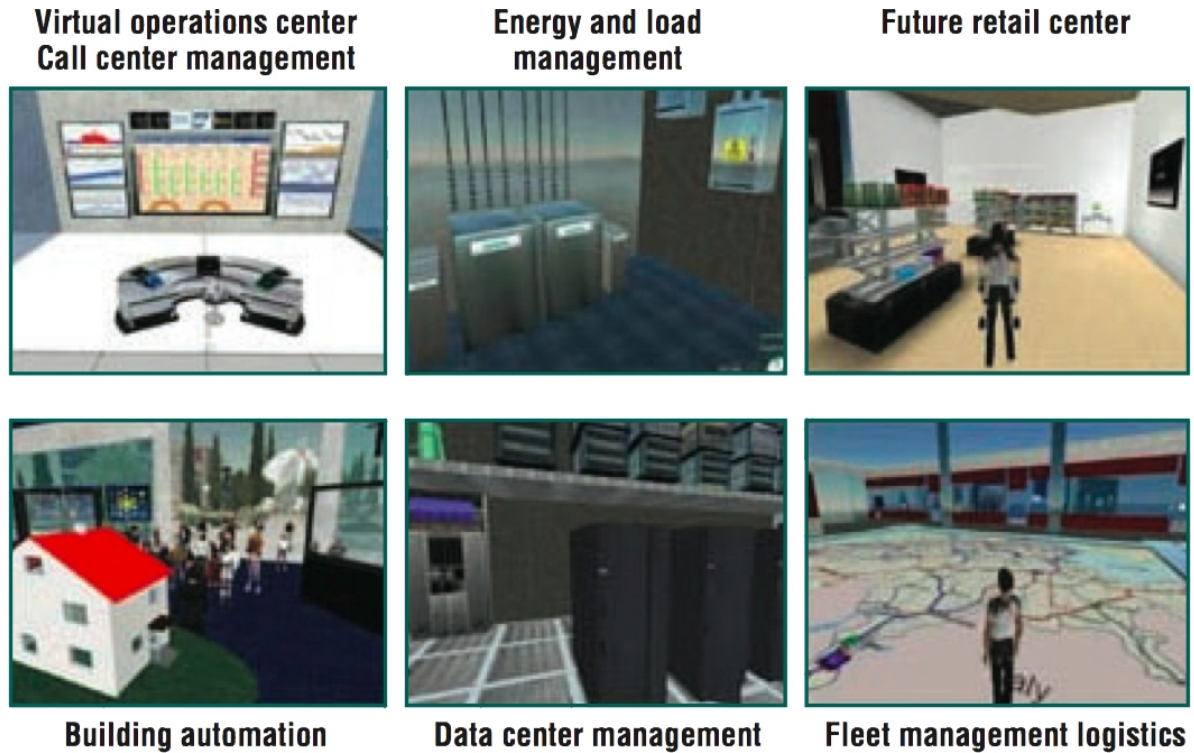 Virtual operations center
Call center management
Energy and load
management
Future retail center
Building automation
Data center management
Fleet management logistics
aly